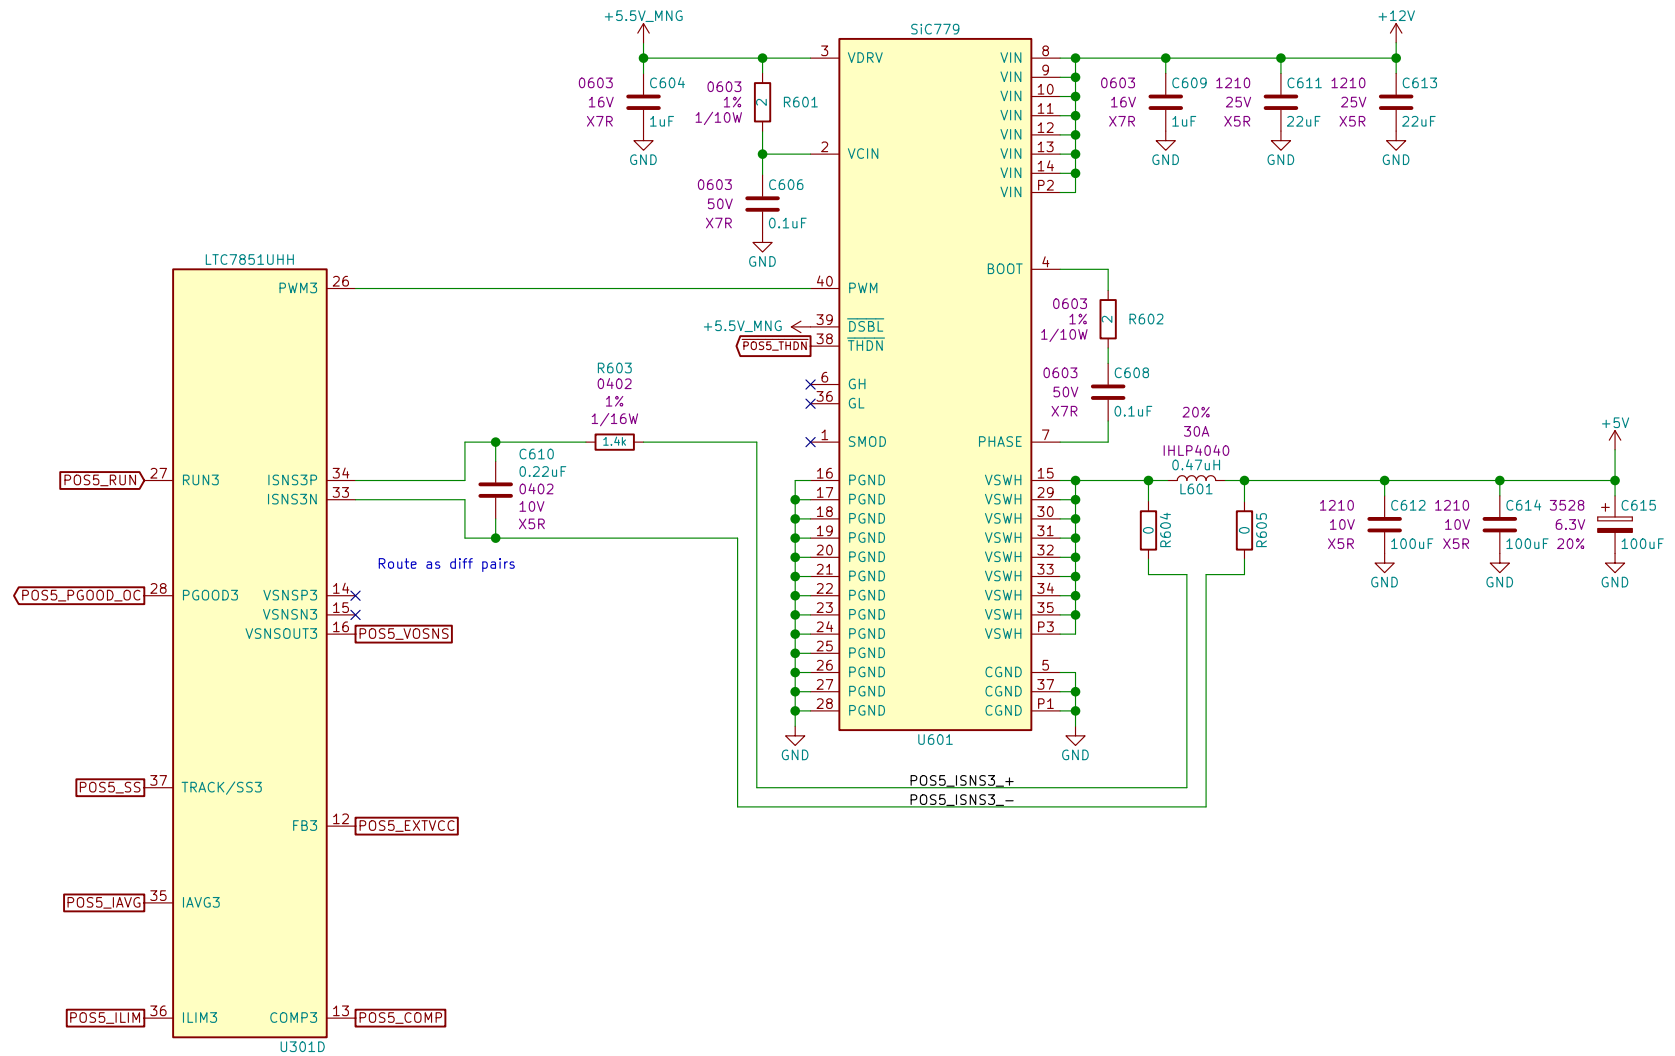 +5.5V_MNG
SiC779
+12V
3 VDRV
VIN 8
VIN 9
VIN 10
VIN 11
VIN 12
VIN 13
VIN 14
VIN P2
0603
16V
X7R
C604
1uF
GND
0603
1%
1/10W
2
R601
2 VCIN
0603
50V
X7R
C606
0.1uF
GND
0603
16V
X7R
C609
1uF
GND
1210
25V
X5R
C611
22uF
GND
1210
25V
X5R
C613
22uF
GND
LTC7851UHH
PWM3 26
40 PWM
+5.5V_MNG
39 DSBL
POS5_THDN
38 THDN
6 GH
36 GL
1 SMOD
BOOT 4
0603
1%
1/10W
2
R602
0603
50V
X7R
C608
0.1uF
PHASE 7
R603
0402
1%
1/16W
1.4k
C610
0.22uF
0402
10V
X5R
Route as diff pairs
POS5_RUN
27 RUN3
ISNS3P 34
ISNS3N 33
POS5_PGOOD_OC
28 PGOOD3
VSNSP3 14
VSNSN3 15
VSNSOUT3 16
POS5_VOSNS
16 PGND
17 PGND
18 PGND
19 PGND
20 PGND
21 PGND
22 PGND
23 PGND
24 PGND
25 PGND
26 PGND
27 PGND
28 PGND
GND
VSWH 15
VSWH 29
VSWH 30
VSWH 31
VSWH 32
VSWH 33
VSWH 34
VSWH 35
VSWH P3
CGND 5
CGND 37
CGND P1
GND
U601
20%
30A
IHLP4040
0.47uH
L601
0
R604
0
R605
+5V
1210
10V
X5R
C612
100uF
GND
1210
10V
X5R
C614
100uF
GND
3528
6.3V
20%
+
C615
100uF
GND
POS5_ISNS3_+
POS5_ISNS3_-
POS5_SS
37 TRACK/SS3
FB3 12
POS5_EXTVCC
POS5_IAVG
35 IAVG3
POS5_ILIM
36 ILIM3
COMP3 13
POS5_COMP
U301D